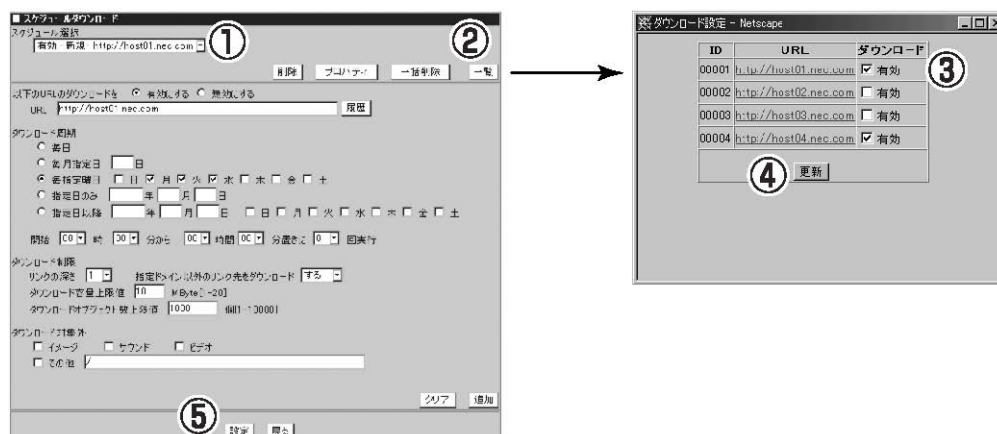 ■ スケジュールダウンロード
スケジュール選択
有効 - 新規 - http://host01.nec.com
①
②
削除 プロパティ 一括削除 一覧
以下のURLのダウンロードを 有効にする 無効にする
URL http://host01.nec.com 履歴
ダウンロード周期
毎日
毎月指定日 日
毎指定曜日 日 月 火 水 木 金 土
指定日のみ 年 月 日
指定日以降 年 月 日 日 月 火 水 木 金 土
開始 00 時 00 分から 00 時間 00 分置きに 0 回実行
ダウンロード制限
リンクの深さ 1 指定ドメイン以外のリンク先をダウンロード する
ダウンロード容量上限値 10 MByte[1-20]
ダウンロードオブジェクト数上限値 1000 個[1-10000]
ダウンロード対象外
イメージ サウンド ビデオ
その他 /
クリア 追加
⑤
設定 戻る
ダウンロード設定 - Netscape
ID URL ダウンロード
00001 http://host01.nec.com 有効
00002 http://host02.nec.com 有効
00003 http://host03.nec.com 有効
00004 http://host04.nec.com 有効
③
④
更新